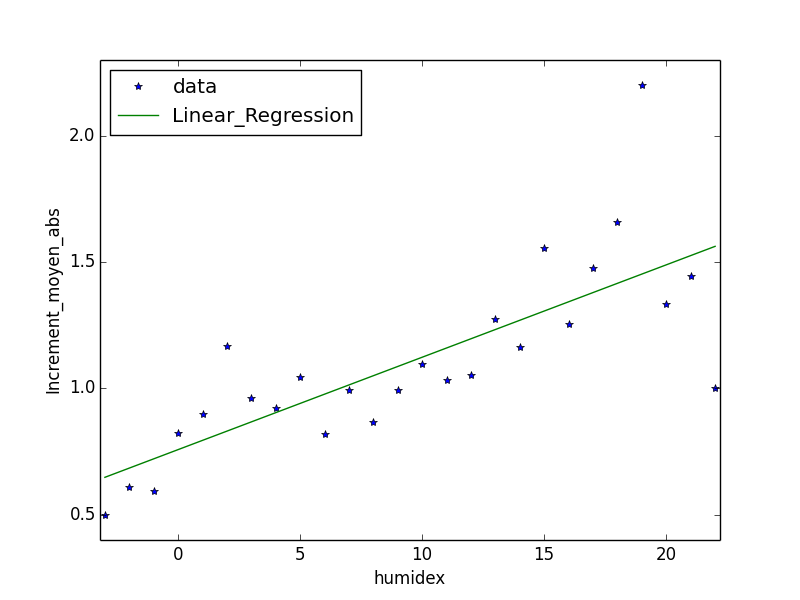 data
Linear_Regression
2.0
1.5
1.0
0.5
Increment_moyen_abs
0 5 10 15 20
humidex